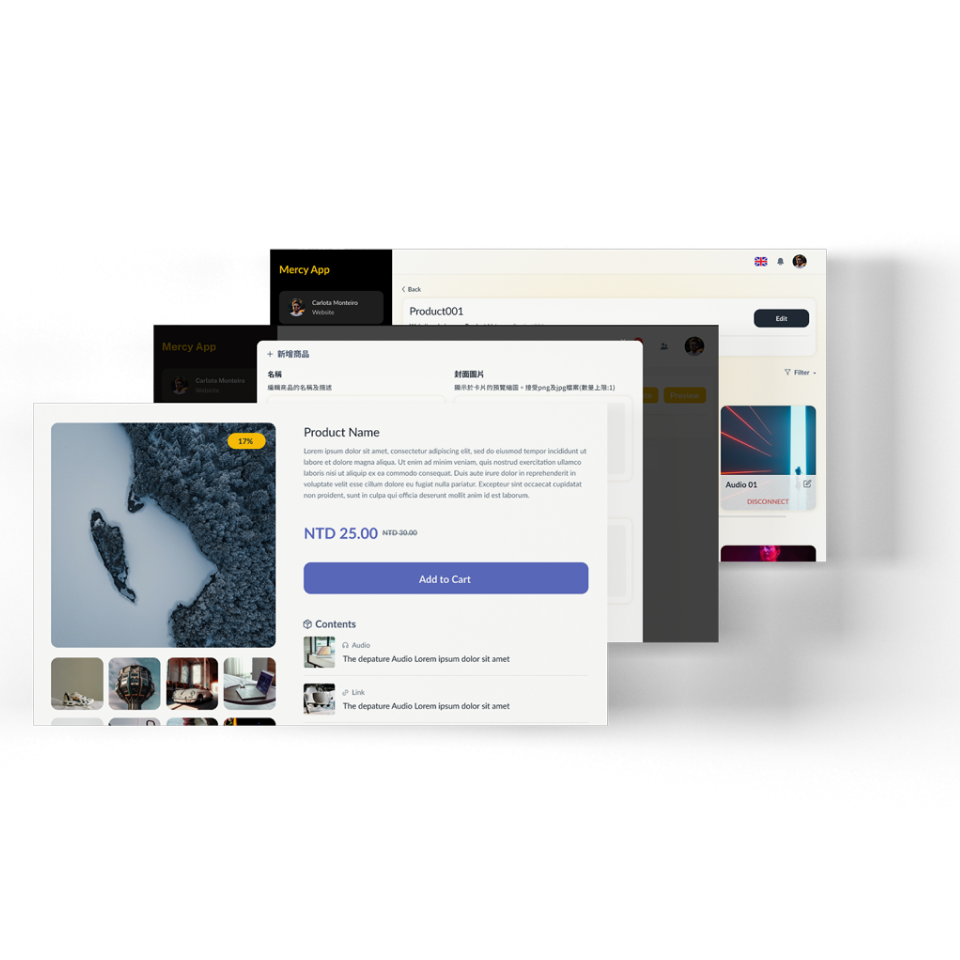 Mercy App
Carlota Monteiro
Website
Back
Product001
Edit
Filter
Audio 01
DISCONNECT
Mercy App
Carlota Monteiro
Website
Preview
+ 新增商品
名稱
編輯商品的名稱及描述
封面圖片
顯示於卡片的預覽縮圖。接受png及jpg檔案(數量上限:1)
17%
Product Name
Lorem ipsum dolor sit amet, consectetur adipiscing elit, sed do eiusmod tempor incididunt ut
labore et dolore magna aliqua. Ut enim ad minim veniam, quis nostrud exercitation ullamco
laboris nisi ut aliquip ex ea commodo consequat. Duis aute irure dolor in reprehenderit in
voluptate velit esse cillum dolore eu fugiat nulla pariatur. Excepteur sint occaecat cupidatat
non proident, sunt in culpa qui officia deserunt mollit anim id est laborum.
NTD 25.00 NTD 30.00
Add to Cart
Contents
Audio
The depature Audio Lorem ipsum dolor sit amet
Link
The depature Audio Lorem ipsum dolor sit amet